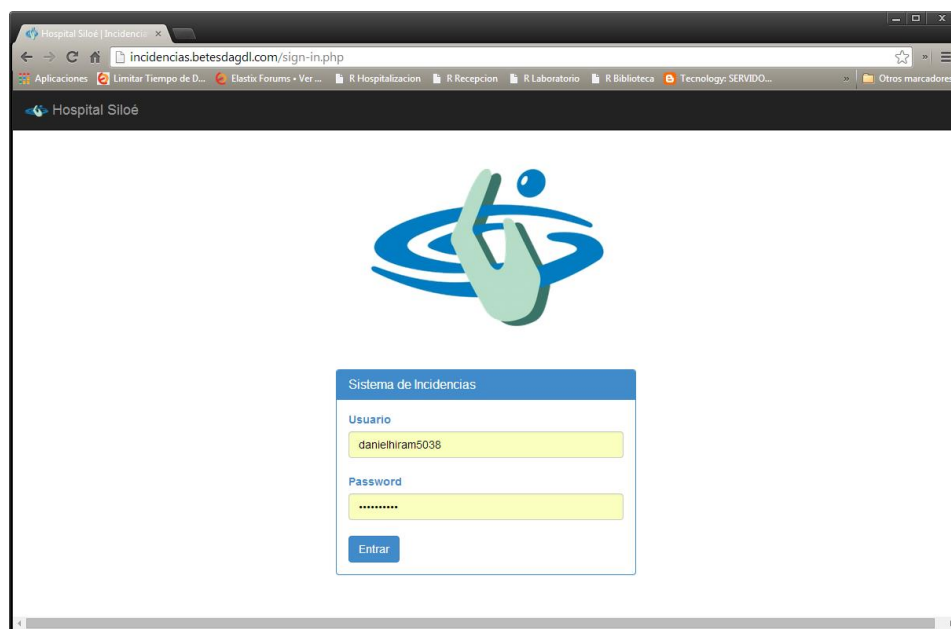 Hospital Siloé | Incidencia
incidencias.betesdagdl.com/sign-in.php
Aplicaciones Limitar Tiempo de D... Elastix Forums • Ver ... R Hospitalizacion R Recepcion R Laboratorio R Biblioteca Tecnology: SERVIDO... » Otros marcadores
Hospital Siloé
Sistema de Incidencias
Usuario
danielhiram5038
Password
••••••••••
Entrar